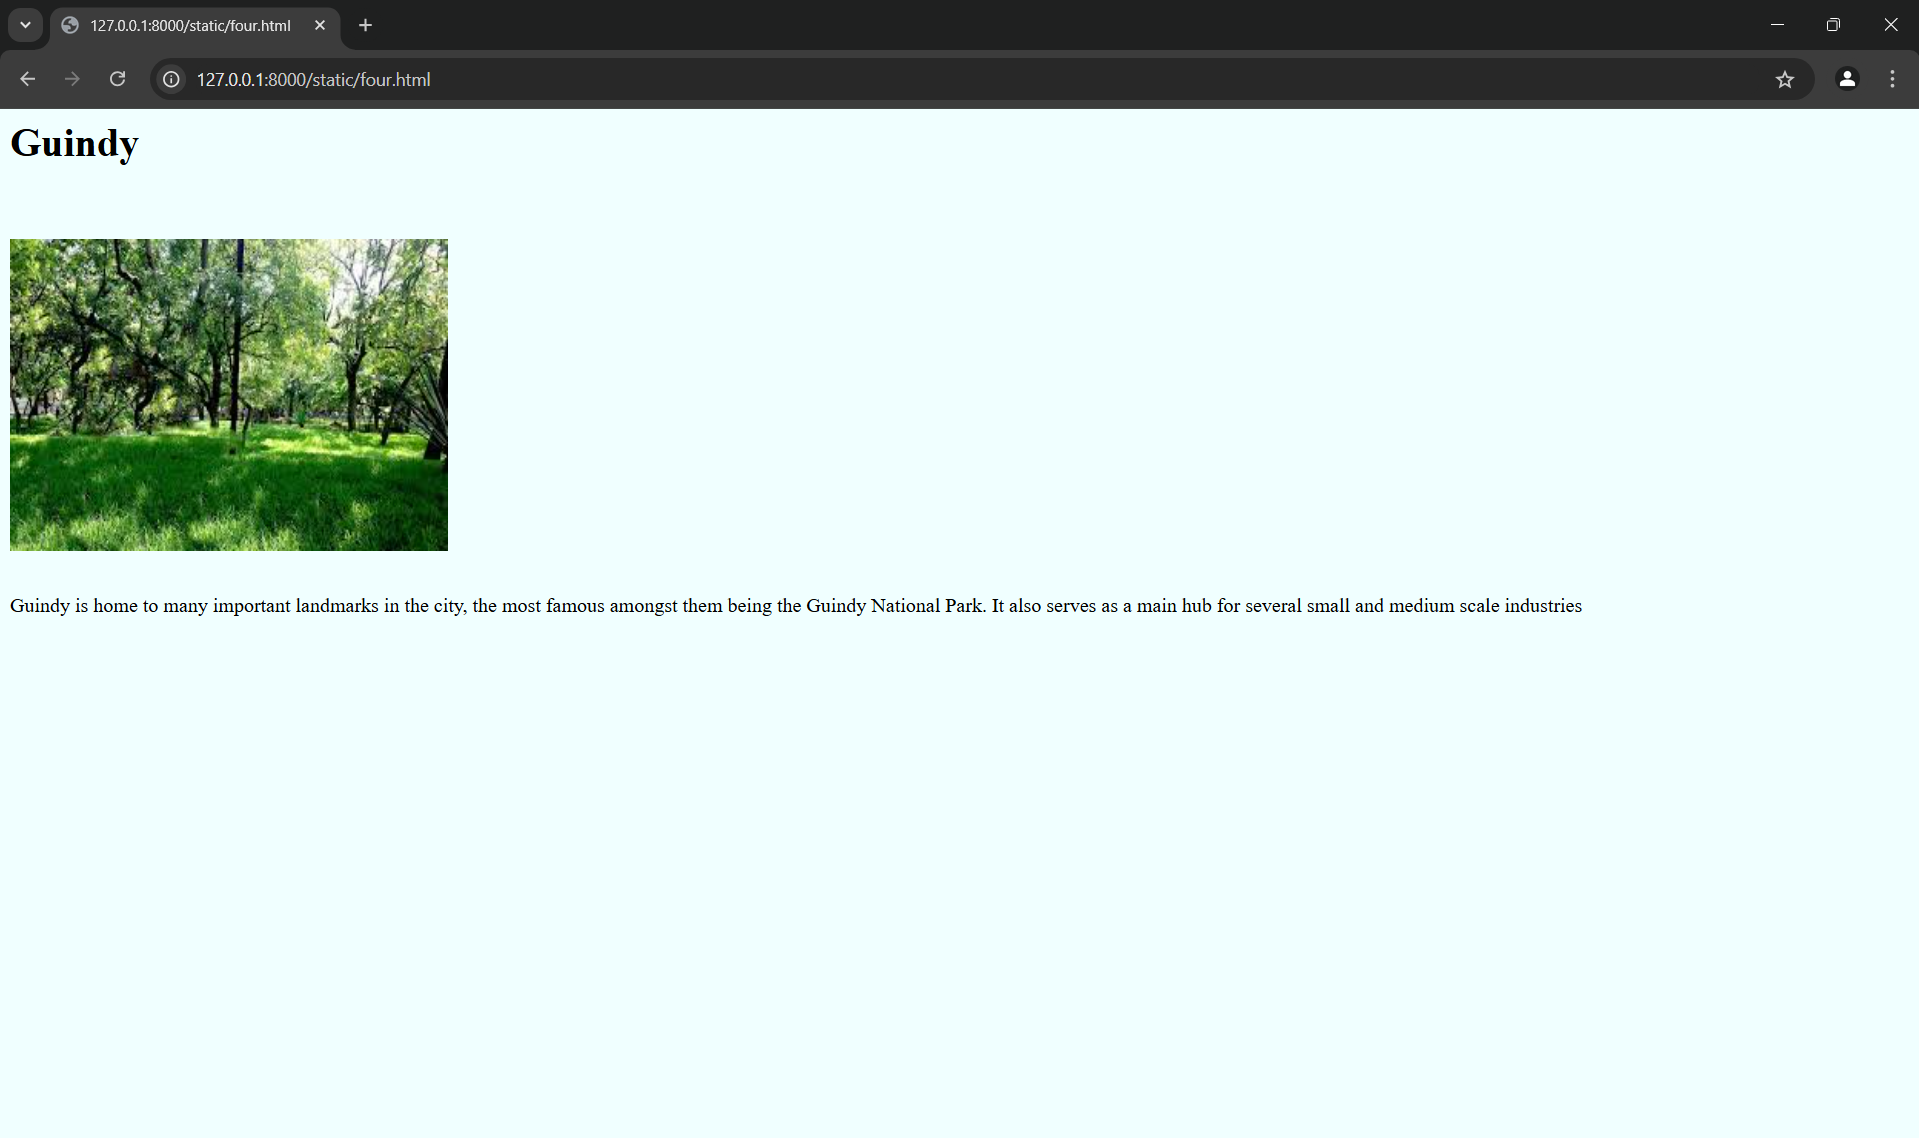 127.0.0.1:8000/static/four.html
127.0.0.1:8000/static/four.html
Guindy
Guindy is home to many important landmarks in the city, the most famous amongst them being the Guindy National Park. It also serves as a main hub for several small and medium scale industries